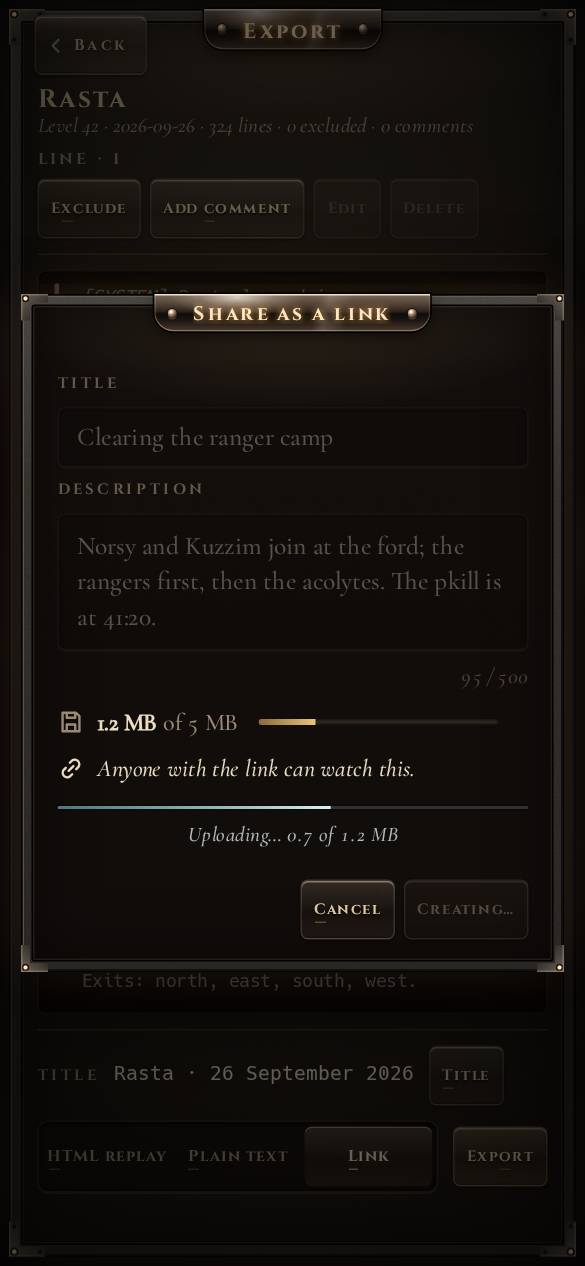 Export
Back
Rasta
Level 42 · 2026-09-26 · 324 lines · 0 excluded · 0 comments
LINE · 1
Exclude
Add comment
Edit
Delete
Share as a link
TITLE
Clearing the ranger camp
DESCRIPTION
Norsy and Kuzzim join at the ford; the
rangers first, then the acolytes. The pkill is
at 41:20.
95 / 500
1.2 MB of 5 MB
Anyone with the link can watch this.
Uploading... 0.7 of 1.2 MB
Cancel
Creating...
Exits: north, east, south, west.
TITLE Rasta · 26 September 2026 Title
HTML replay Plain text Link Export